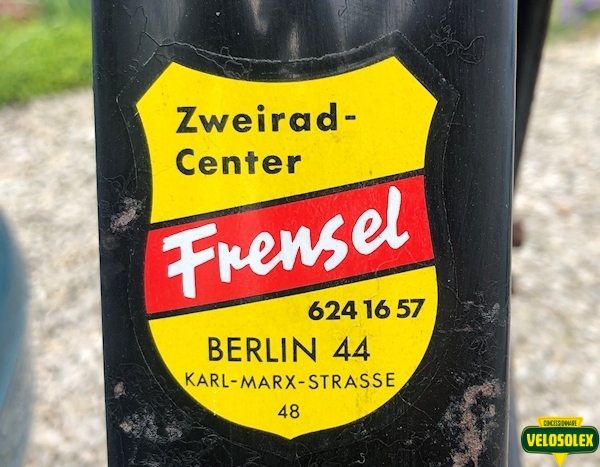 Zweirad-
Center
Frensel
624 16 57
BERLIN 44
KARL-MARX-STRASSE
48
CONCESSIONNAIRE
VELOSOLEX